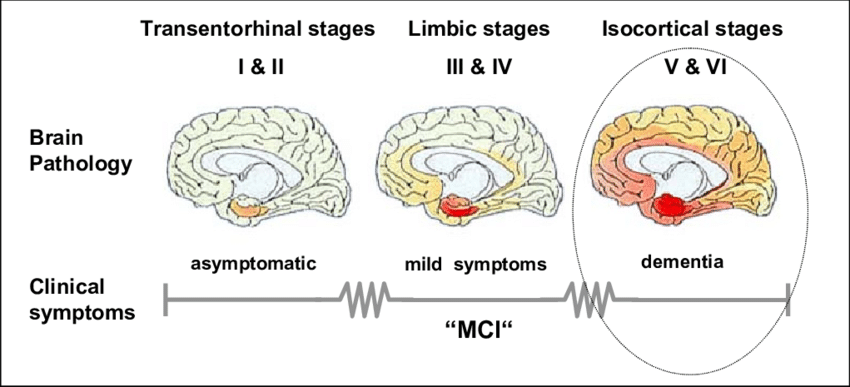 Transentorhinal stages
I & II
Limbic stages
III & IV
Isocortical stages
V & VI
Brain
Pathology
asymptomatic
mild symptoms
dementia
Clinical
symptoms
“MCI“